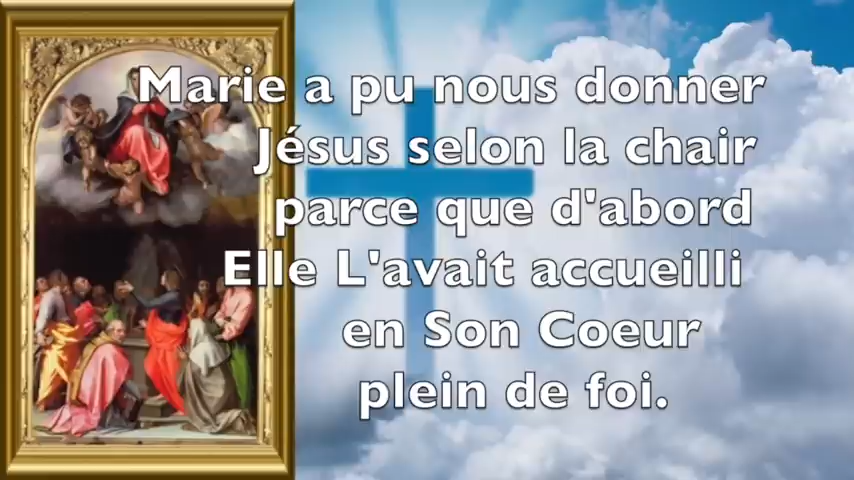 Marie a pu nous donner
Jésus selon la chair
parce que d'abord
Elle L'avait accueilli
en Son Coeur
plein de foi.